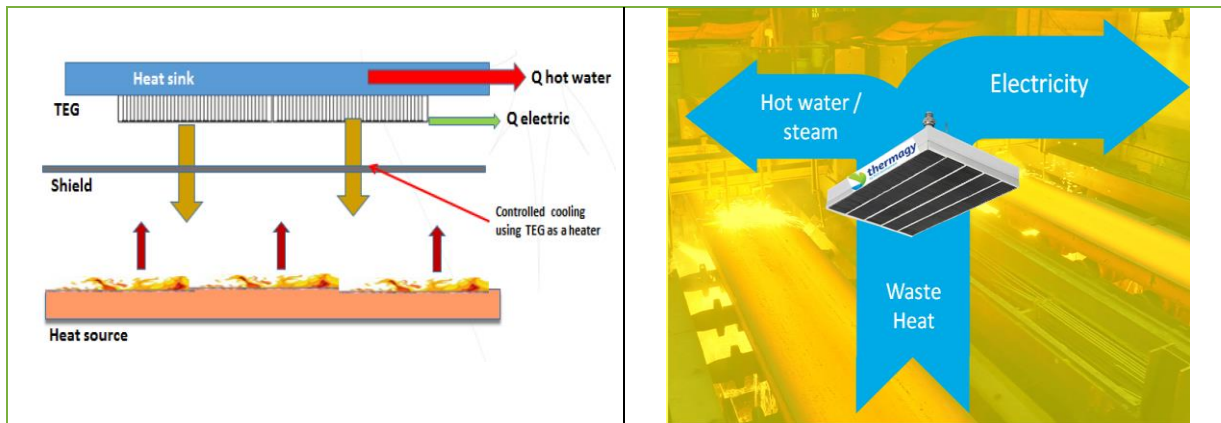 Heat sink
Q hot water
TEG
Q electric
Shield
Controlled cooling
using TEG as a heater
Heat source
Electricity
Hot water /
steam
thermagy
Waste
Heat